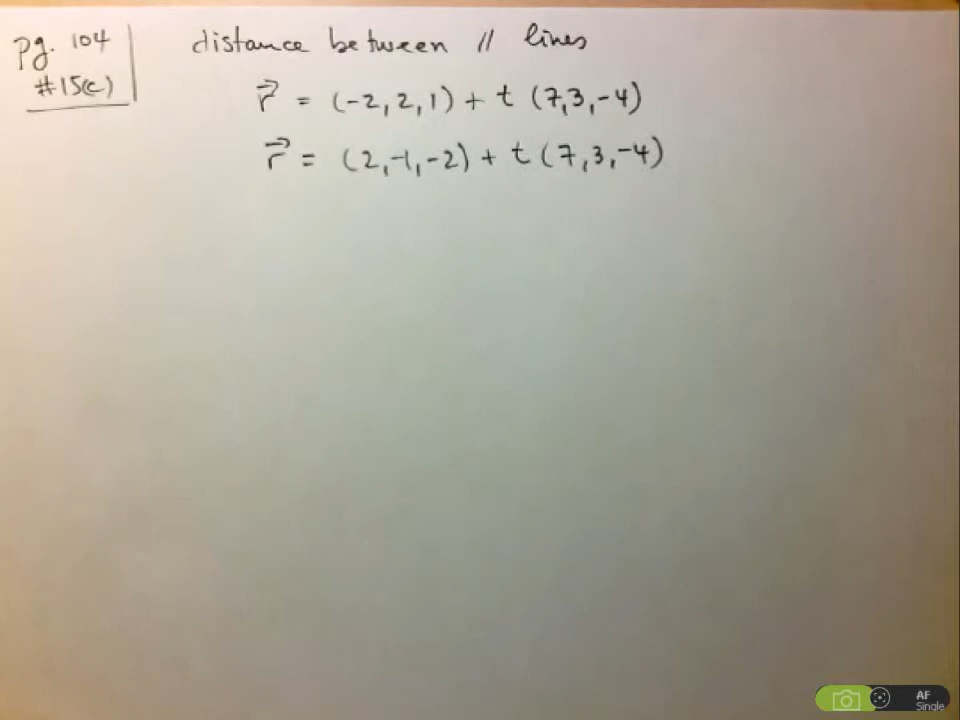 pg. 104
#15(c)
distance between // lines
r⃗ = (-2, 2, 1) + t (7, 3, -4)
r⃗ = (2, -1, -2) + t (7, 3, -4)
AF
Single